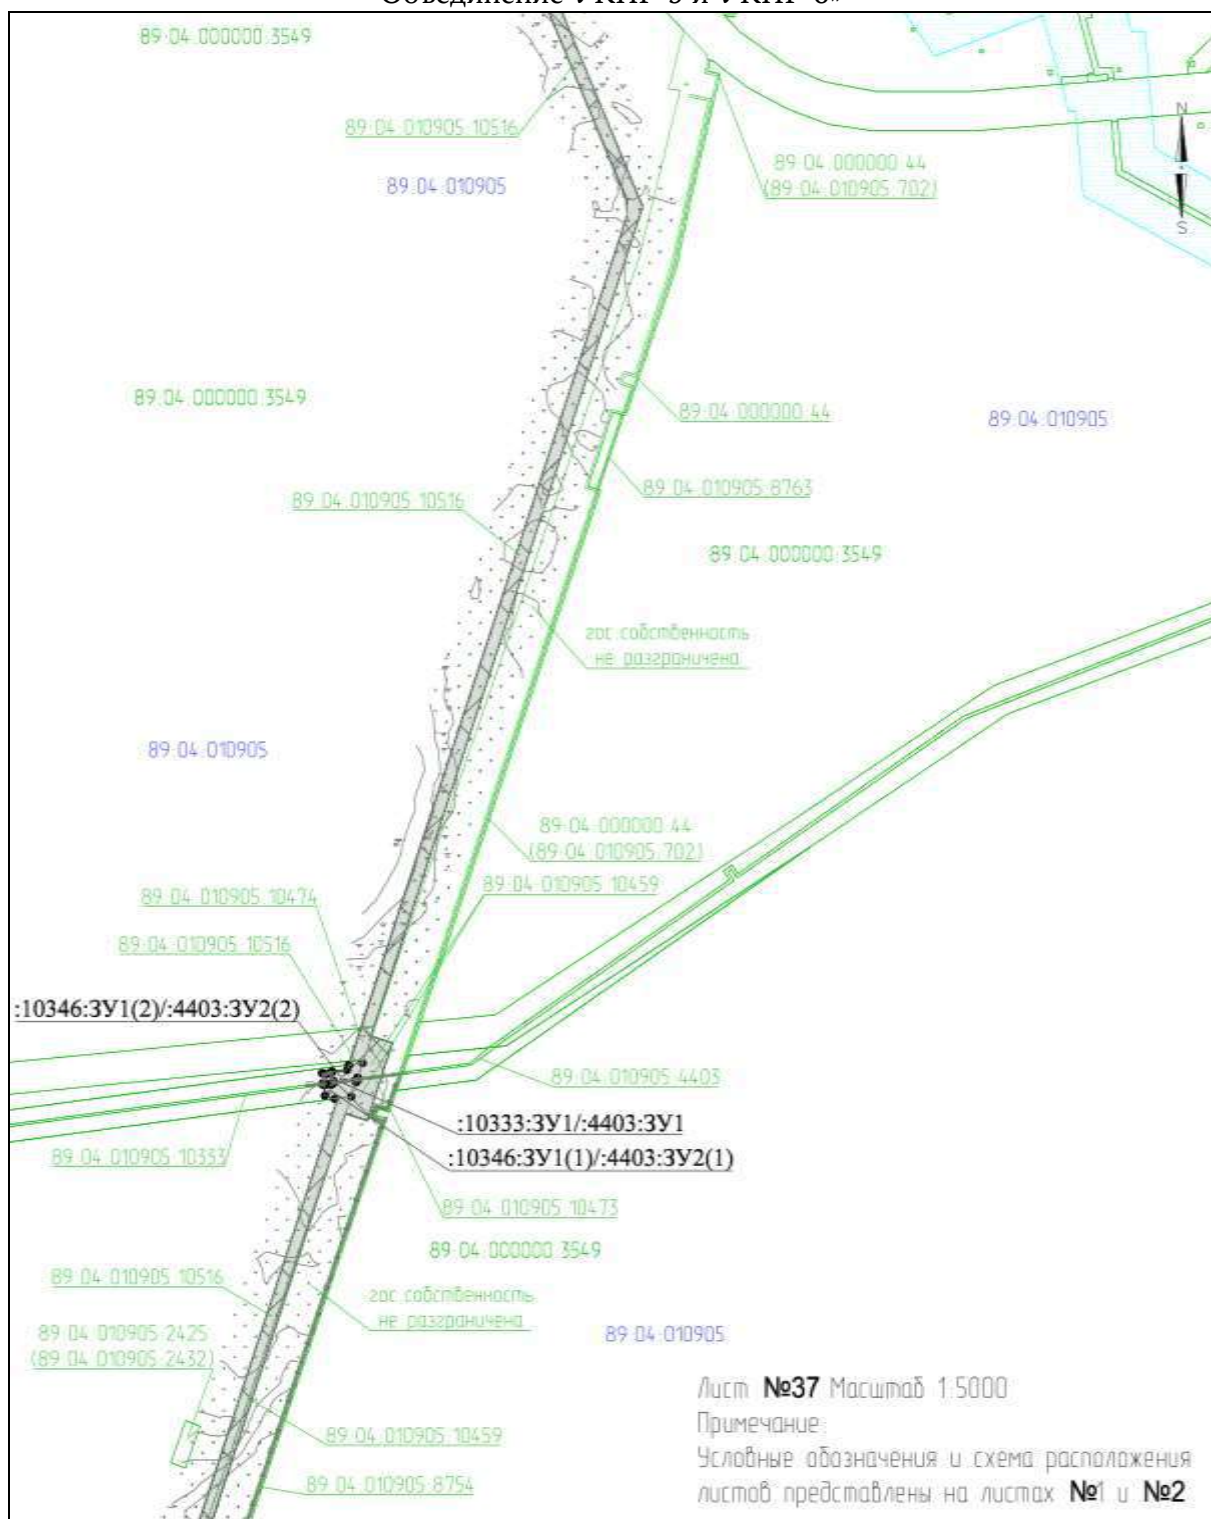 89:04:000000:3549
89:04:010905:10516
89:04:010905
89:04:000000:44
(89:04:010905:702)
N
S
89:04:000000:3549
89:04:000000:44
89:04:010905
89:04:010905:10516
89:04:010905:8763
89:04:000000:3549
гос.собственность
не разграничена
89:04:010905
89:04:000000:44
(89:04:010905:702)
89:04:010905:10459
89:04:010905:10474
89:04:010905:10516
:10346:ЗУ1(2)/:4403:ЗУ2(2)
89:04:010905:4403
:10333:ЗУ1/:4403:ЗУ1
:10346:ЗУ1(1)/:4403:ЗУ2(1)
89:04:010905:10333
89:04:010905:10473
89:04:000000:3549
89:04:010905:10516
гос.собственность
не разграничена
89:04:010905:2425
(89:04:010905:2432)
89:04:010905
89:04:010905:10459
89:04:010905:8754
Лист №37 Масштаб 1:5000
Примечание:
Условные обозначения и схема расположения
листов представлены на листах №1 и №2